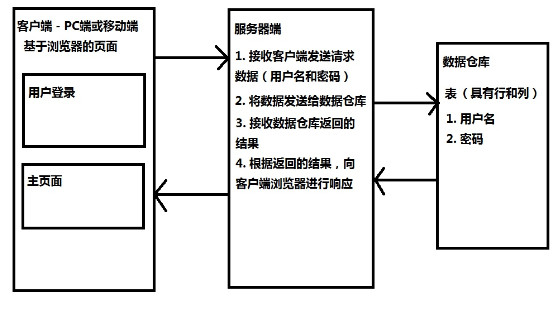 客户端－PC端或移动端
基于浏览器的页面
用户登录
主页面
服务器端
1. 接收客户端发送请求
数据（用户名和密码）
2. 将数据发送给数据仓库
3. 接收数据仓库返回的
结果
4. 根据返回的结果，向
客户端浏览器进行响应
数据仓库
表（具有行和列）
1. 用户名
2. 密码